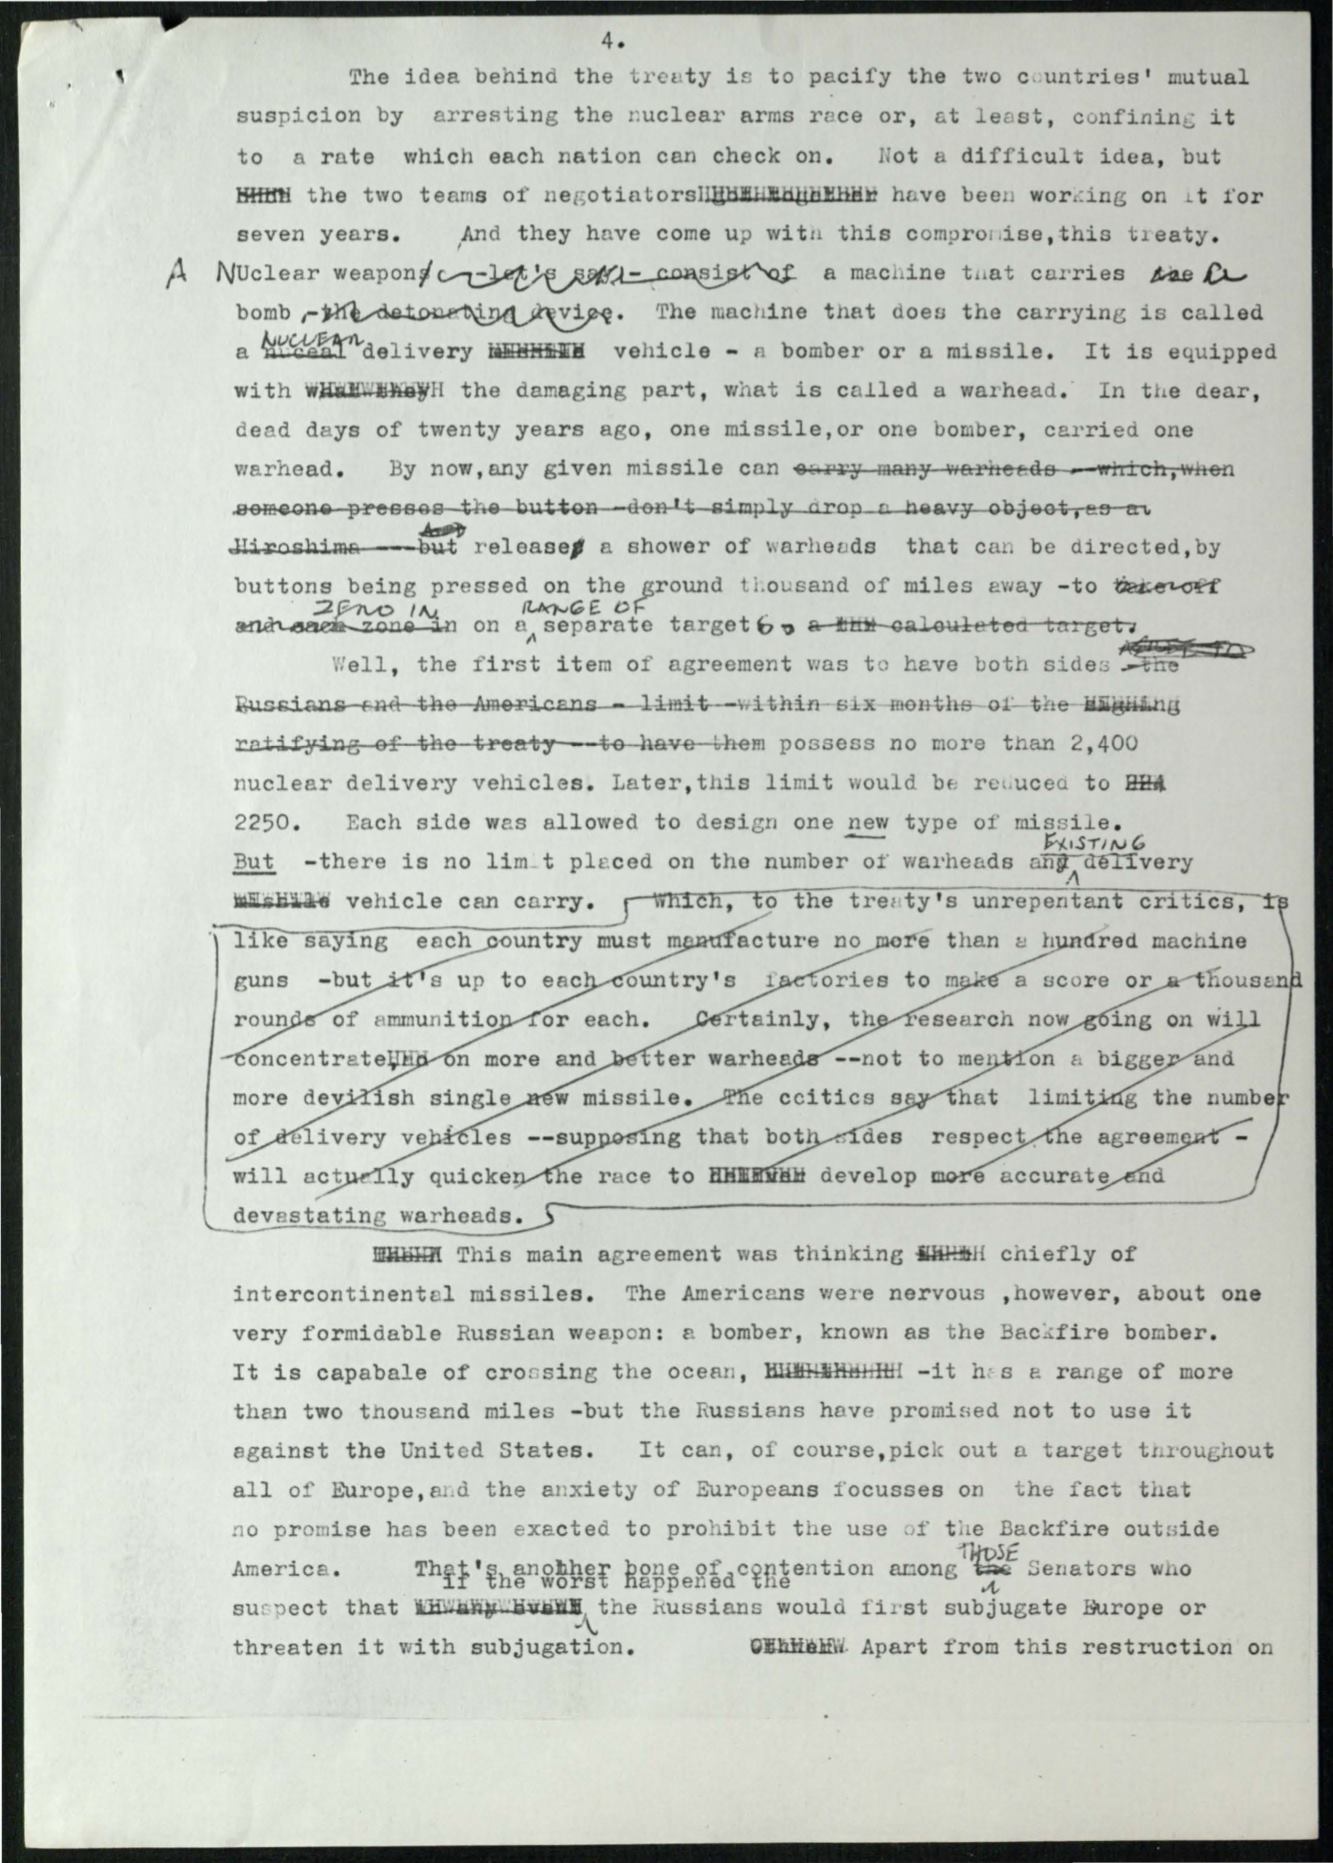 4.
The idea behind the treaty is to pacify the two countries' mutual
suspicion by arresting the nuclear arms race or, at least, confining it
to a rate which each nation can check on. Not a difficult idea, but
the two teams of negotiators have been working on it for
seven years. And they have come up with this compromise,this treaty.
A NUclear weapons -let's say - consist of a machine that carries the a
bomb -the detonating device. The machine that does the carrying is called
NUCLEAR
a nuceal delivery vehicle - a bomber or a missile. It is equipped
with the damaging part, what is called a warhead. In the dear,
dead days of twenty years ago, one missile,or one bomber, carried one
warhead. By now,any given missile can carry many warheads --which,when
someone presses the button -don't simply drop a heavy object,as at
AND
Hiroshima ---but releases a shower of warheads that can be directed,by
buttons being pressed on the ground thousand of miles away -to take off
ZERO IN RANGE OF
and each zone in on a separate targets. a calculated target.
Well, the first item of agreement was to have both sides -the
Russians and the Americans - limit -within six months of the signing
ratifying of the treaty --to have them possess no more than 2,400
nuclear delivery vehicles. Later,this limit would be reduced to
2250. Each side was allowed to design one new type of missile.
EXISTING
But -there is no limit placed on the number of warheads any delivery
missile vehicle can carry. Which, to the treaty's unrepentant critics, is
like saying each country must manufacture no more than a hundred machine
guns -but it's up to each country's factories to make a score or a thousand
rounds of ammunition for each. Certainly, the research now going on will
concentrate on more and better warheads --not to mention a bigger and
more devilish single new missile. The ccitics say that limiting the number
of delivery vehicles --supposing that both sides respect the agreement -
will actually quicken the race to develop more accurate and
devastating warheads.
This main agreement was thinking chiefly of
intercontinental missiles. The Americans were nervous ,however, about one
very formidable Russian weapon: a bomber, known as the Backfire bomber.
It is capabale of crossing the ocean, -it has a range of more
than two thousand miles -but the Russians have promised not to use it
against the United States. It can, of course,pick out a target throughout
all of Europe,and the anxiety of Europeans focusses on the fact that
no promise has been exacted to prohibit the use of the Backfire outside
THOSE
America. That's another bone of contention among the Senators who
if the worst happened the
suspect that in any event the Russians would first subjugate Europe or
threaten it with subjugation. Apart from this restruction on